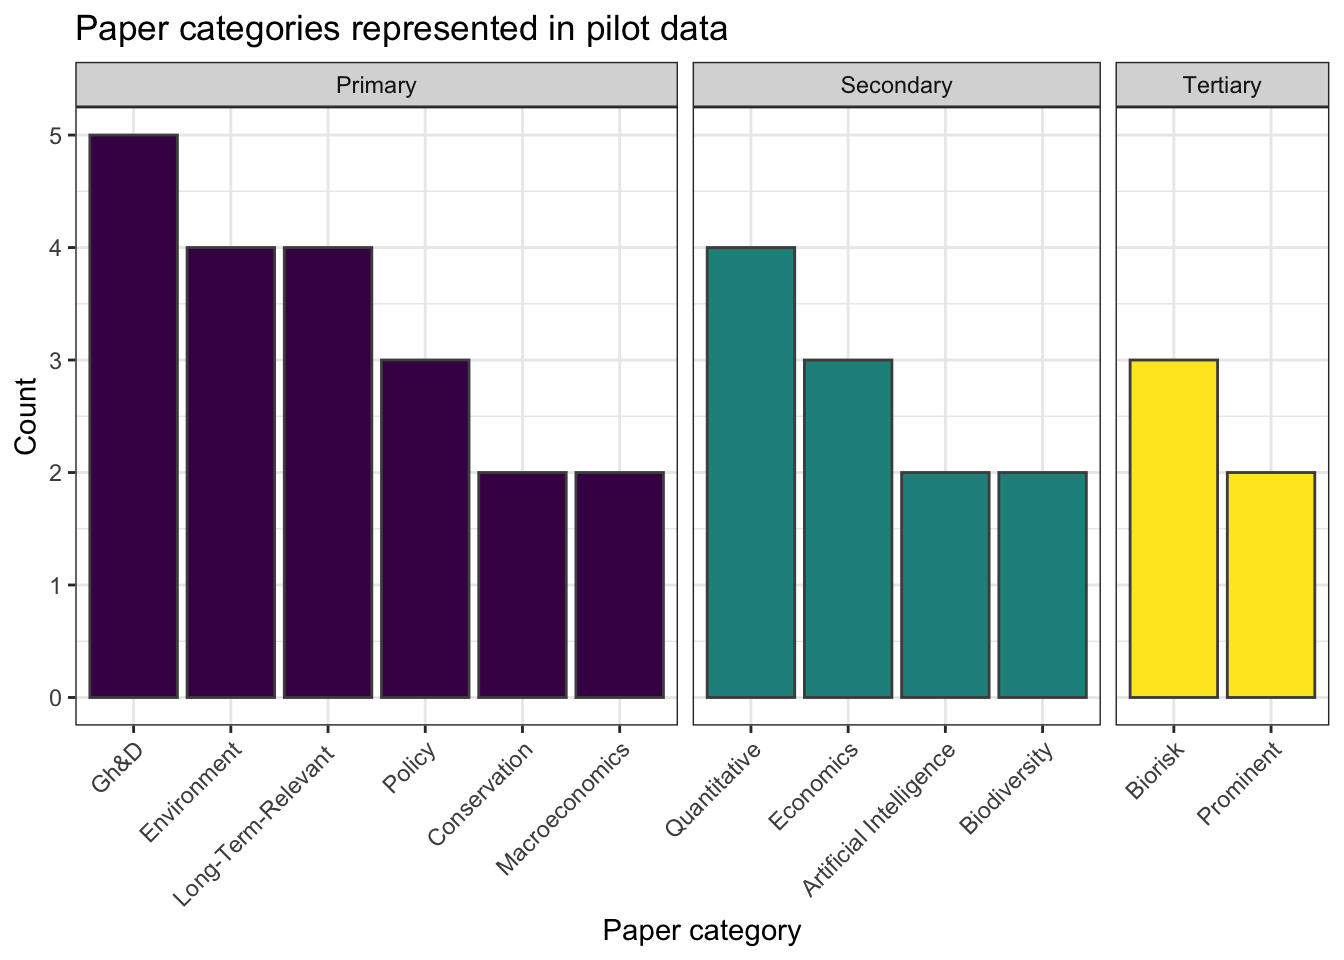 Paper categories represented in pilot data
Primary
Secondary
Tertiary
Count
5
4
3
2
1
0
Gh&D
Environment
Long-Term-Relevant
Policy
Conservation
Macroeconomics
Quantitative
Economics
Artificial Intelligence
Biodiversity
Biorisk
Prominent
Paper category